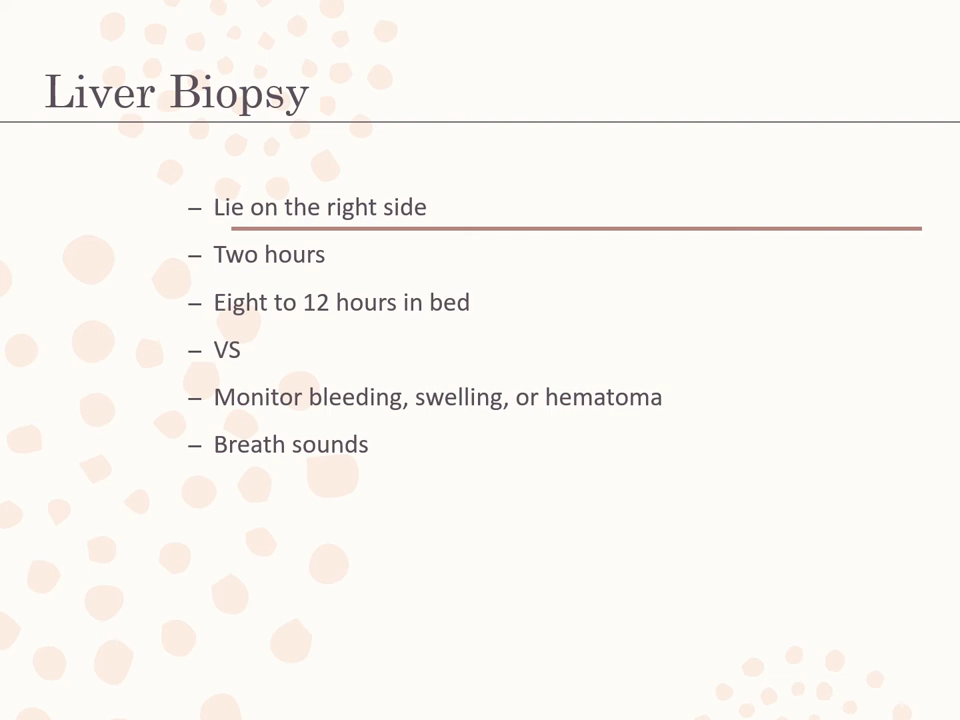 Liver Biopsy
– Lie on the right side
– Two hours
– Eight to 12 hours in bed
– VS
– Monitor bleeding, swelling, or hematoma
– Breath sounds